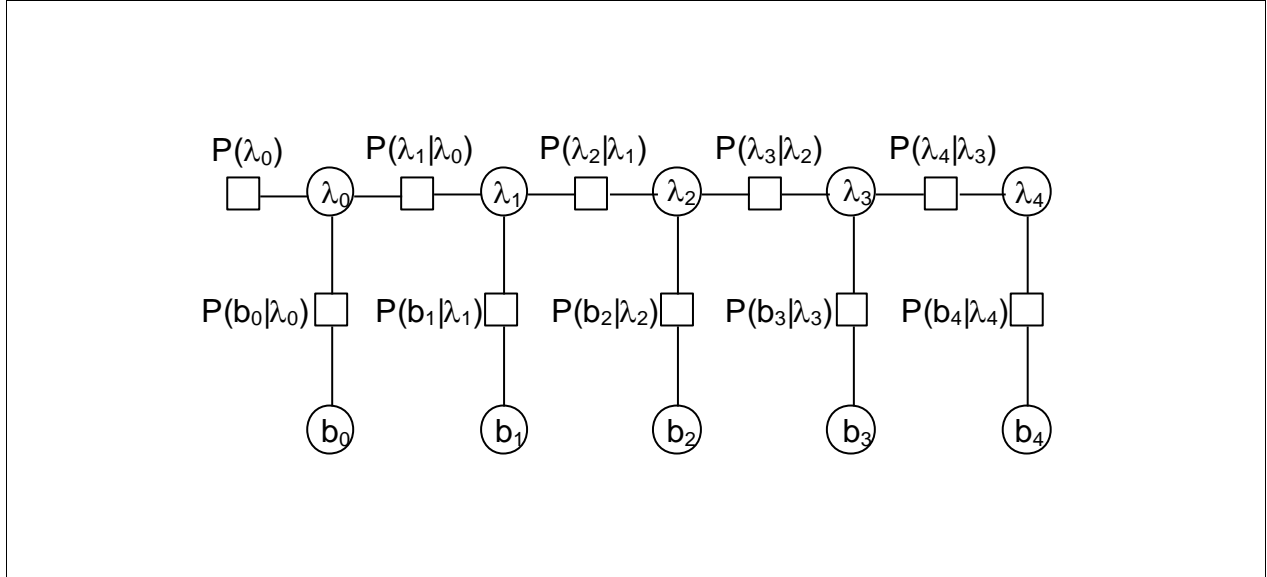 P(λ₀) P(λ₁|λ₀) P(λ₂|λ₁) P(λ₃|λ₂) P(λ₄|λ₃)
λ₀ λ₁ λ₂ λ₃ λ₄
P(b₀|λ₀) P(b₁|λ₁) P(b₂|λ₂) P(b₃|λ₃) P(b₄|λ₄)
b₀ b₁ b₂ b₃ b₄